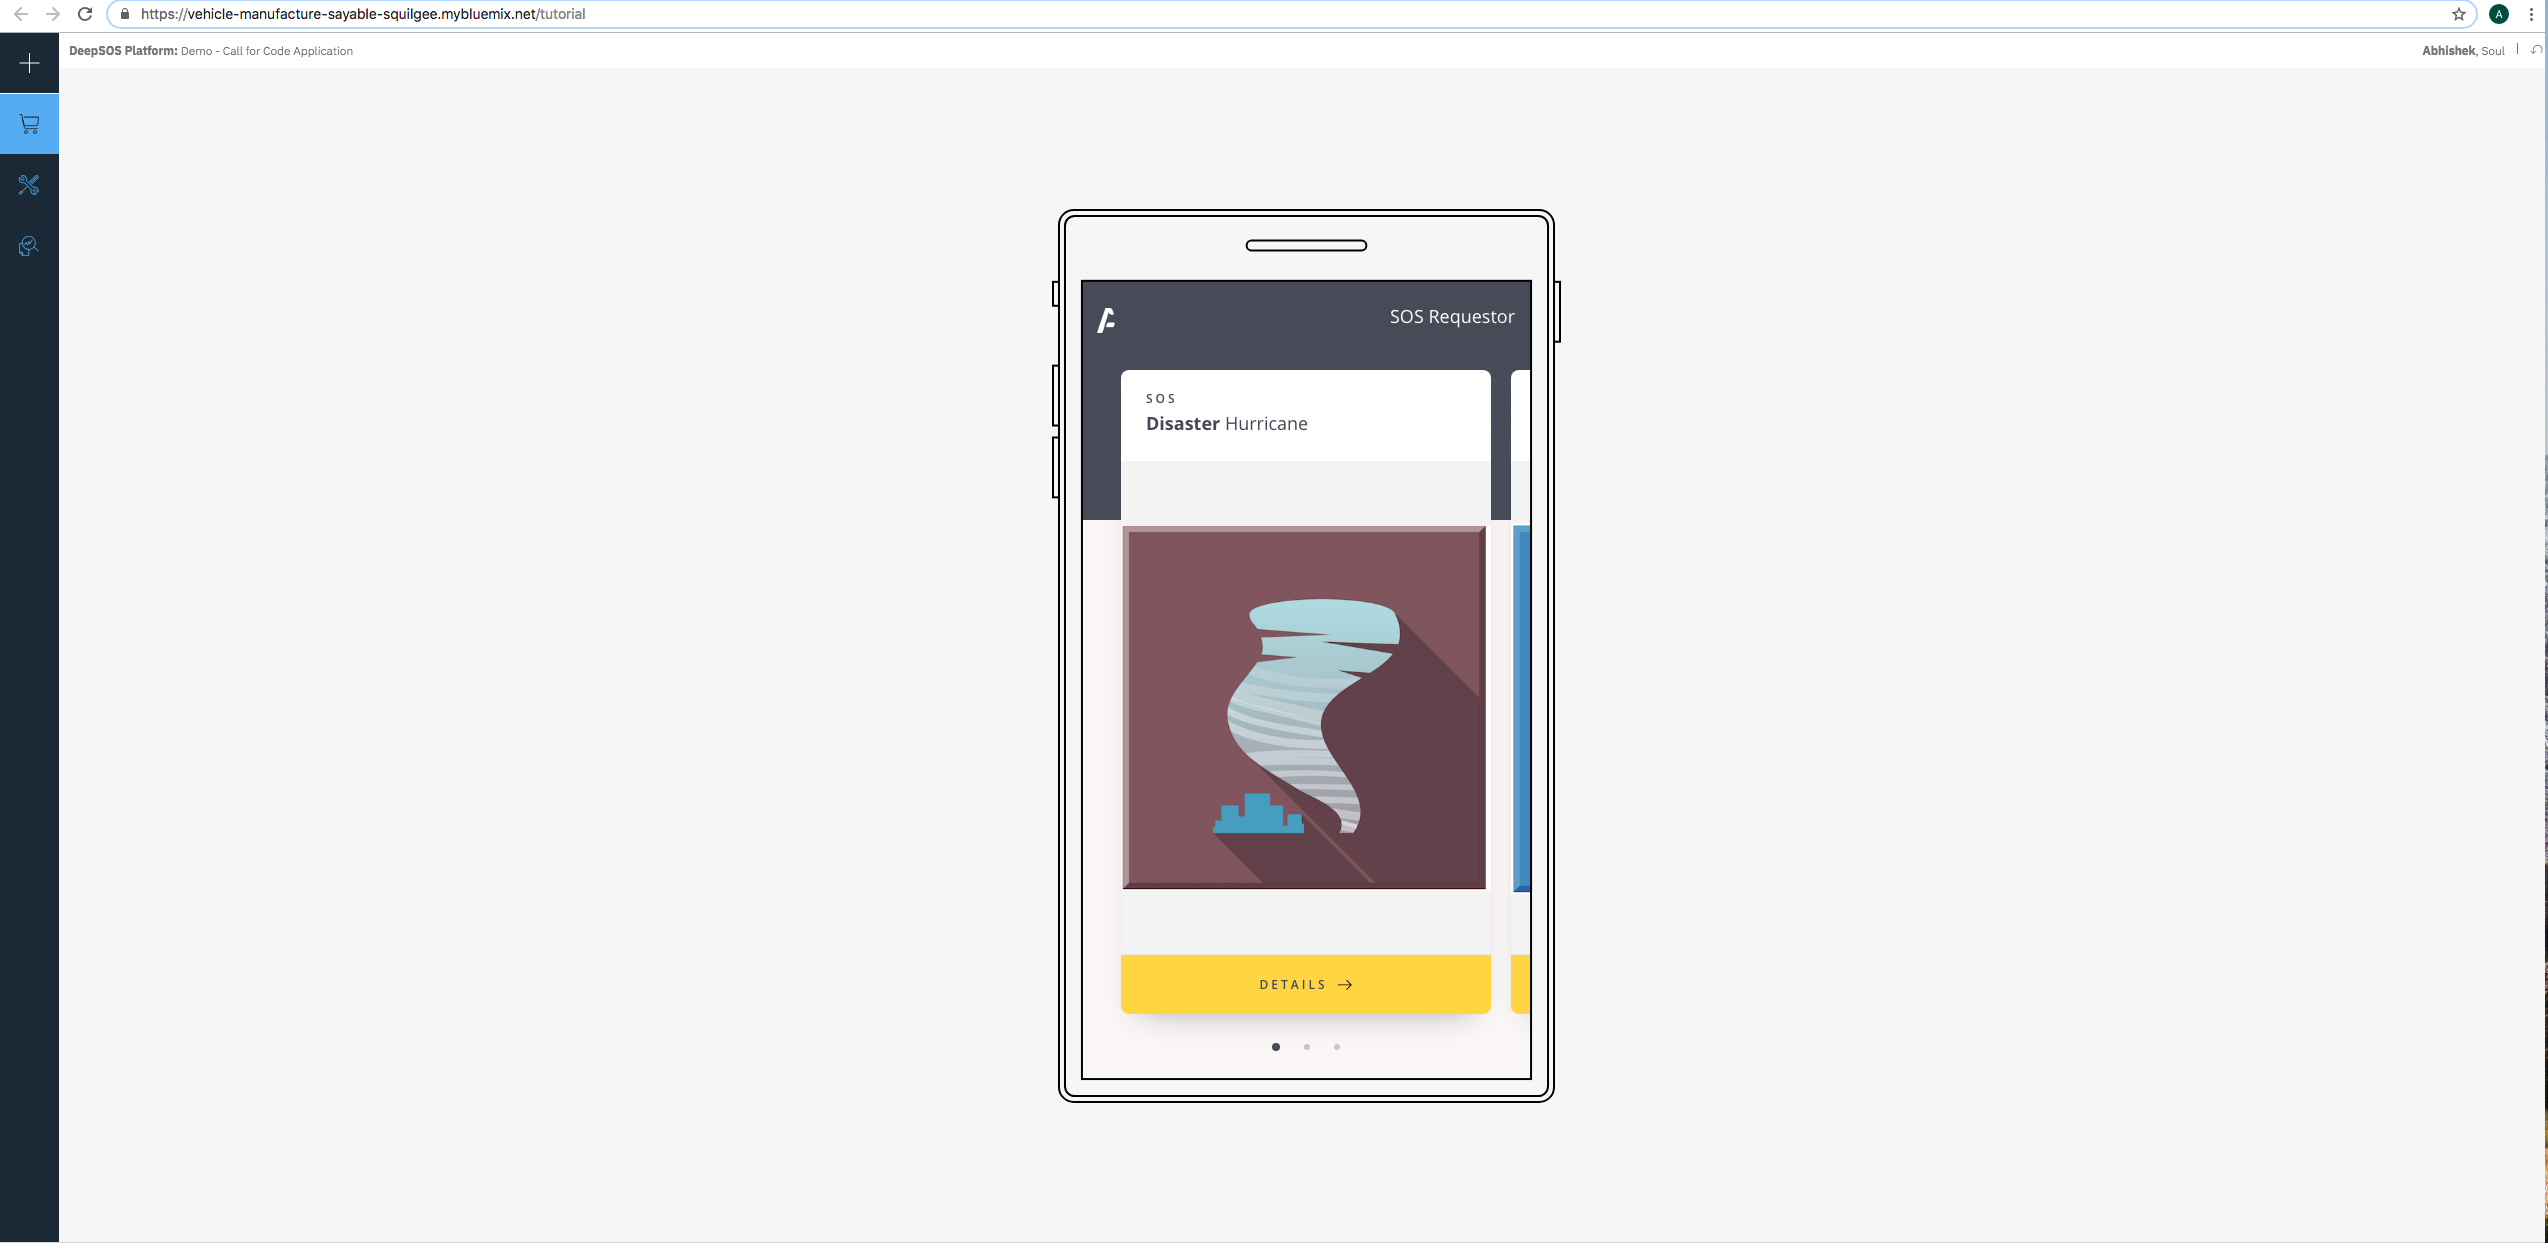 https://vehicle-manufacture-sayable-squilgee.mybluemix.net/tutorial
A
DeepSOS Platform: Demo - Call for Code Application
Abhishek, Soul
SOS Requestor
SOS
Disaster Hurricane
DETAILS →